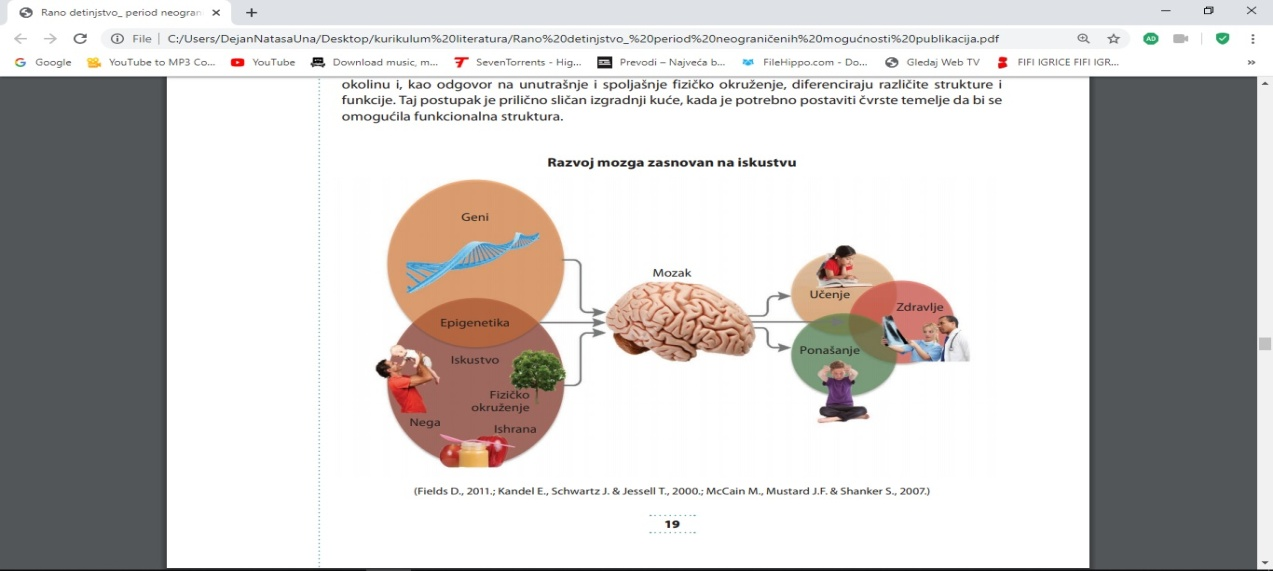 Rano detinjstvo_ period neogran
File | C:/Users/DejanNatasaUna/Desktop/kurikulum%20literatura/Rano%20detinjstvo_%20period%20neograničenih%20mogućnosti%20publikacija.pdf
AD
Google YouTube to MP3 Co... YouTube Download music, m... SevenTorrents - Hig... Prevodi – Najveća b... FileHippo.com - Do... Gledaj Web TV FIFI IGRICE FIFI IGR... »
okolinu i, kao odgovor na unutrašnje i spoljašnje fizičko okruženje, diferenciraju različite strukture i
funkcije. Taj postupak je prilično sličan izgradnji kuće, kada je potrebno postaviti čvrste temelje da bi se
omogućila funkcionalna struktura.
Razvoj mozga zasnovan na iskustvu
Geni
Epigenetika
Iskustvo
Fizičko
okruženje
Nega
Ishrana
Mozak
Učenje
Zdravlje
Ponašanje
(Fields D., 2011.; Kandel E., Schwartz J. & Jessell T., 2000.; McCain M., Mustard J.F. & Shanker S., 2007.)
19